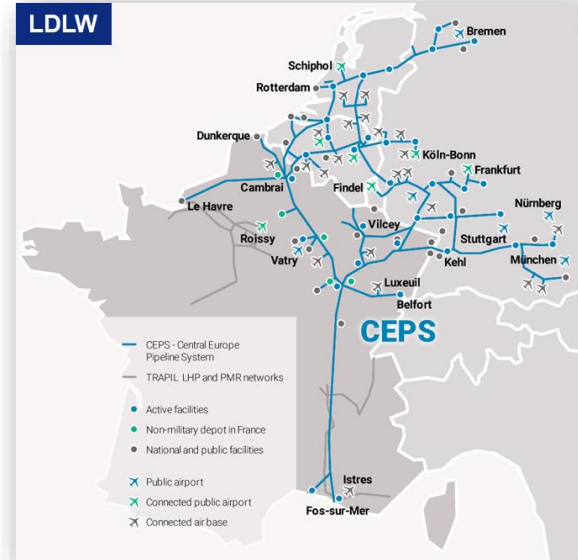 LDLW
Bremen
Schiphol
Rotterdam
Dunkerque
Köln-Bonn
Frankfurt
Cambrai
Findel
Le Havre
Nürnberg
Roissy
Vilcey
Stuttgart
Vatry
Kehl
München
Luxeuil
Belfort
CEPS
CEPS - Central Europe
Pipeline System
TRAPIL LHP and PMR networks
Active facilities
Non-military depot in France
National and public facilities
Public airport
Connected public airport
Connected air base
Istres
Fos-sur-Mer